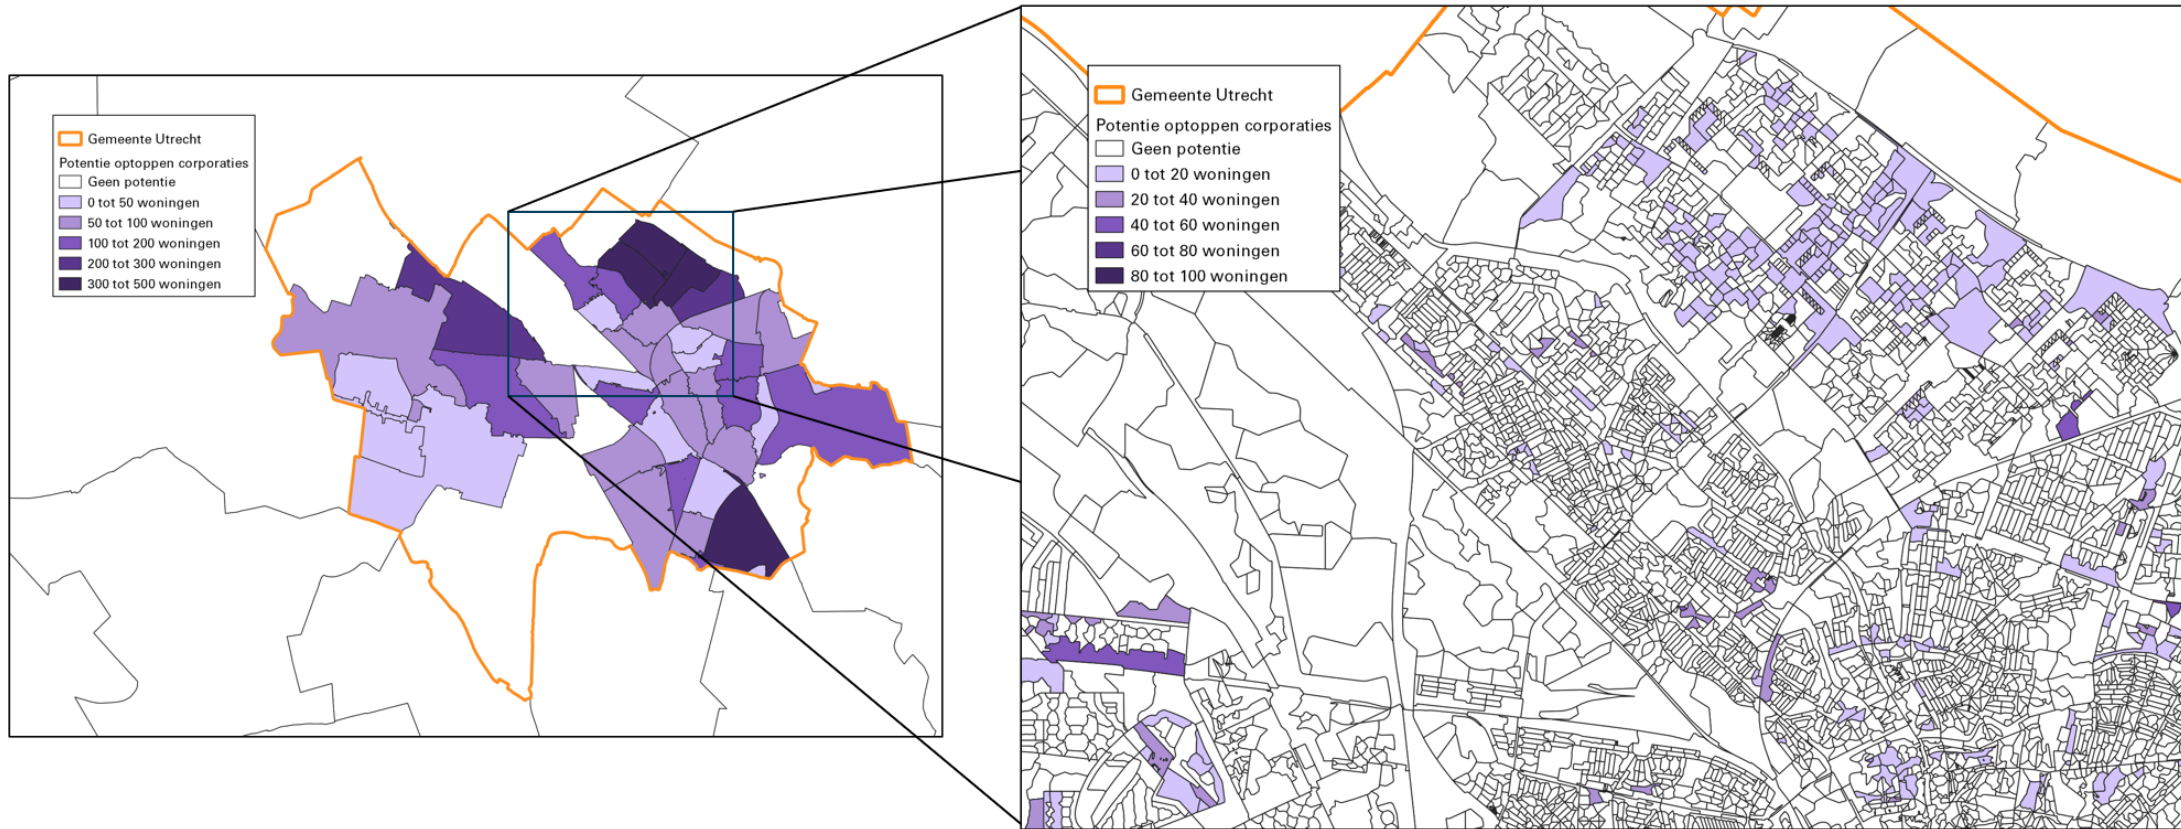 Gemeente Utrecht
Potentie optoppen corporaties
Geen potentie
0 tot 50 woningen
50 tot 100 woningen
100 tot 200 woningen
200 tot 300 woningen
300 tot 500 woningen
Gemeente Utrecht
Potentie optoppen corporaties
Geen potentie
0 tot 20 woningen
20 tot 40 woningen
40 tot 60 woningen
60 tot 80 woningen
80 tot 100 woningen